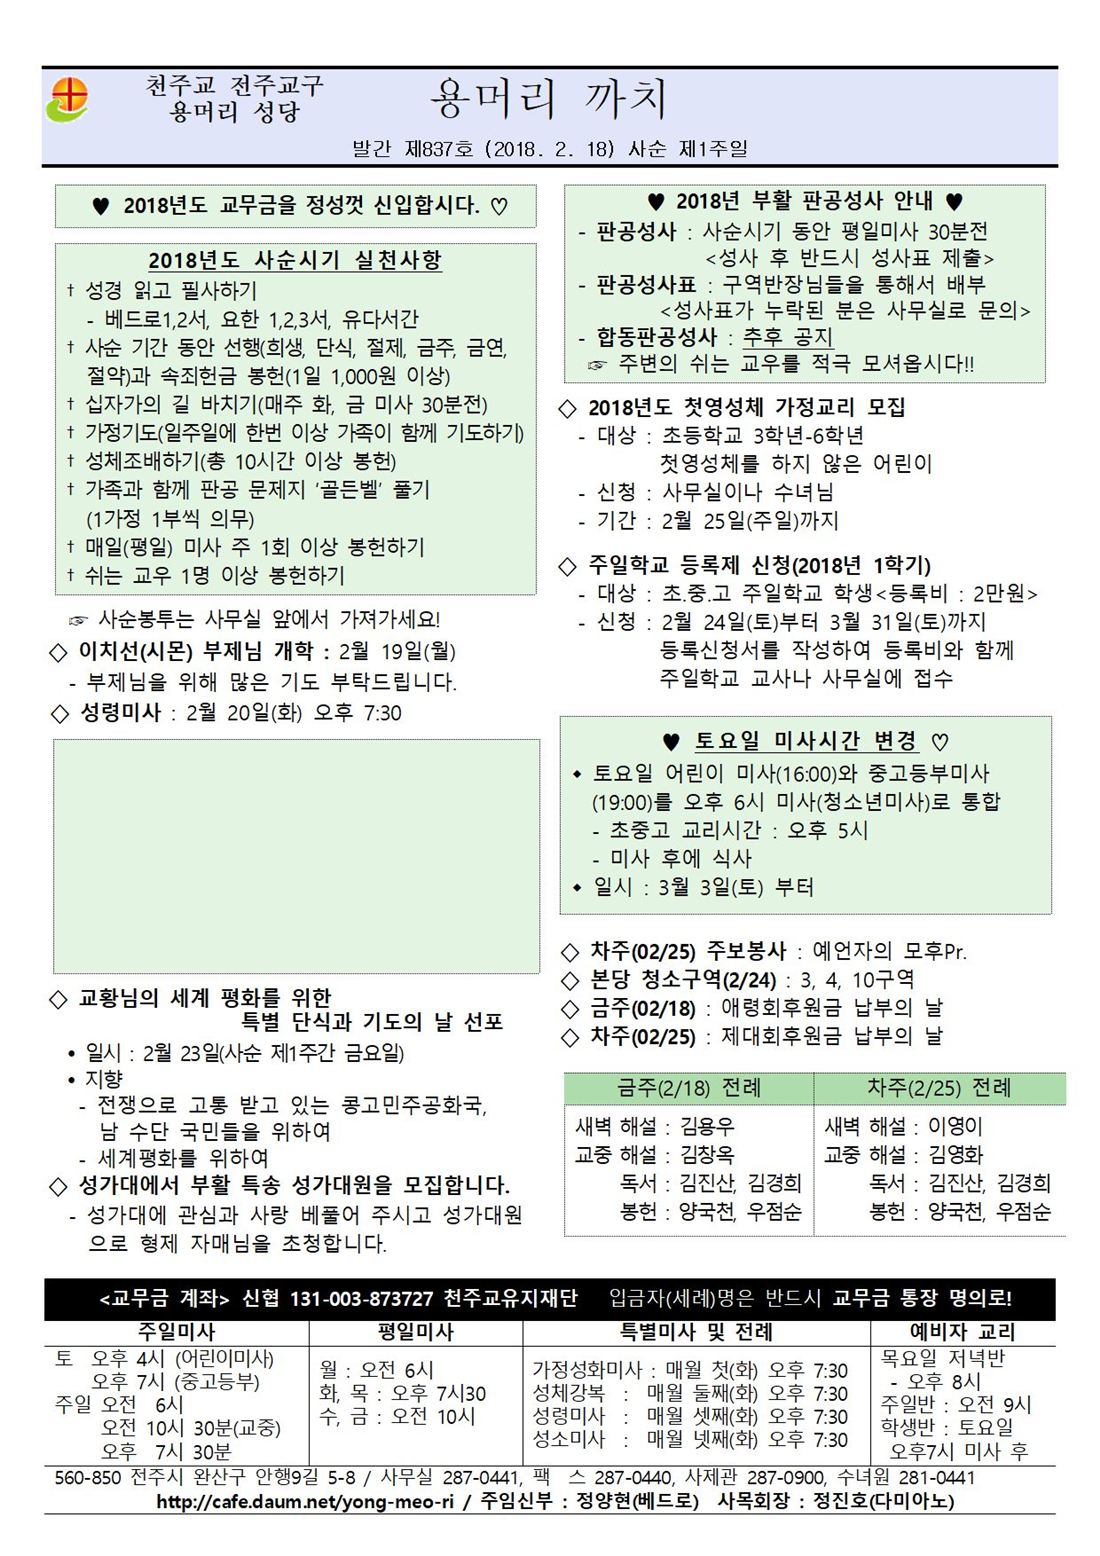 천주교 전주교구
용머리 성당
용머리 까치
발간 제837호 (2018. 2. 18) 사순 제1주일
♥ 2018년도 교무금을 정성껏 신입합시다. ♡
2018년도 사순시기 실천사항
† 성경 읽고 필사하기
- 베드로1,2서, 요한 1,2,3서, 유다서간
† 사순 기간 동안 선행(희생, 단식, 절제, 금주, 금연,
절약)과 속죄헌금 봉헌(1일 1,000원 이상)
† 십자가의 길 바치기(매주 화, 금 미사 30분전)
† 가정기도(일주일에 한번 이상 가족이 함께 기도하기)
† 성체조배하기(총 10시간 이상 봉헌)
† 가족과 함께 판공 문제지 '골든벨' 풀기
(1가정 1부씩 의무)
† 매일(평일) 미사 주 1회 이상 봉헌하기
† 쉬는 교우 1명 이상 봉헌하기
☞ 사순봉투는 사무실 앞에서 가져가세요!
◇ 이치선(시몬) 부제님 개학 : 2월 19일(월)
- 부제님을 위해 많은 기도 부탁드립니다.
◇ 성령미사 : 2월 20일(화) 오후 7:30
◇ 교황님의 세계 평화를 위한
특별 단식과 기도의 날 선포
• 일시 : 2월 23일(사순 제1주간 금요일)
• 지향
- 전쟁으로 고통 받고 있는 콩고민주공화국,
남 수단 국민들을 위하여
- 세계평화를 위하여
◇ 성가대에서 부활 특송 성가대원을 모집합니다.
- 성가대에 관심과 사랑 베풀어 주시고 성가대원
으로 형제 자매님을 초청합니다.
♥ 2018년 부활 판공성사 안내 ♥
- 판공성사 : 사순시기 동안 평일미사 30분전
<성사 후 반드시 성사표 제출>
- 판공성사표 : 구역반장님들을 통해서 배부
<성사표가 누락된 분은 사무실로 문의>
- 합동판공성사 : 추후 공지
☞ 주변의 쉬는 교우를 적극 모셔옵시다!!
◇ 2018년도 첫영성체 가정교리 모집
- 대상 : 초등학교 3학년-6학년
첫영성체를 하지 않은 어린이
- 신청 : 사무실이나 수녀님
- 기간 : 2월 25일(주일)까지
◇ 주일학교 등록제 신청(2018년 1학기)
- 대상 : 초.중.고 주일학교 학생<등록비 : 2만원>
- 신청 : 2월 24일(토)부터 3월 31일(토)까지
등록신청서를 작성하여 등록비와 함께
주일학교 교사나 사무실에 접수
♥ 토요일 미사시간 변경 ♡
◆ 토요일 어린이 미사(16:00)와 중고등부미사
(19:00)를 오후 6시 미사(청소년미사)로 통합
- 초중고 교리시간 : 오후 5시
- 미사 후에 식사
◆ 일시 : 3월 3일(토) 부터
◇ 차주(02/25) 주보봉사 : 예언자의 모후Pr.
◇ 본당 청소구역(2/24) : 3, 4, 10구역
◇ 금주(02/18) : 애령회후원금 납부의 날
◇ 차주(02/25) : 제대회후원금 납부의 날
금주(2/18) 전례
새벽 해설 : 김용우
교중 해설 : 김창옥
독서 : 김진산, 김경희
봉헌 : 양국천, 우점순
차주(2/25) 전례
새벽 해설 : 이영이
교중 해설 : 김영화
독서 : 김진산, 김경희
봉헌 : 양국천, 우점순
<교무금 계좌> 신협 131-003-873727 천주교유지재단 입금자(세례)명은 반드시 교무금 통장 명의로!
주일미사
토 오후 4시 (어린이미사)
오후 7시 (중고등부)
주일 오전 6시
오전 10시 30분(교중)
오후 7시 30분
평일미사
월 : 오전 6시
화, 목 : 오후 7시30
수, 금 : 오전 10시
특별미사 및 전례
가정성화미사 : 매월 첫(화) 오후 7:30
성체강복 : 매월 둘째(화) 오후 7:30
성령미사 : 매월 셋째(화) 오후 7:30
성소미사 : 매월 넷째(화) 오후 7:30
예비자 교리
목요일 저녁반
- 오후 8시
주일반 : 오전 9시
학생반 : 토요일
오후7시 미사 후
560-850 전주시 완산구 안행9길 5-8 / 사무실 287-0441, 팩 스 287-0440, 사제관 287-0900, 수녀원 281-0441
http://cafe.daum.net/yong-meo-ri / 주임신부 : 정양현(베드로) 사목회장 : 정진호(다미아노)